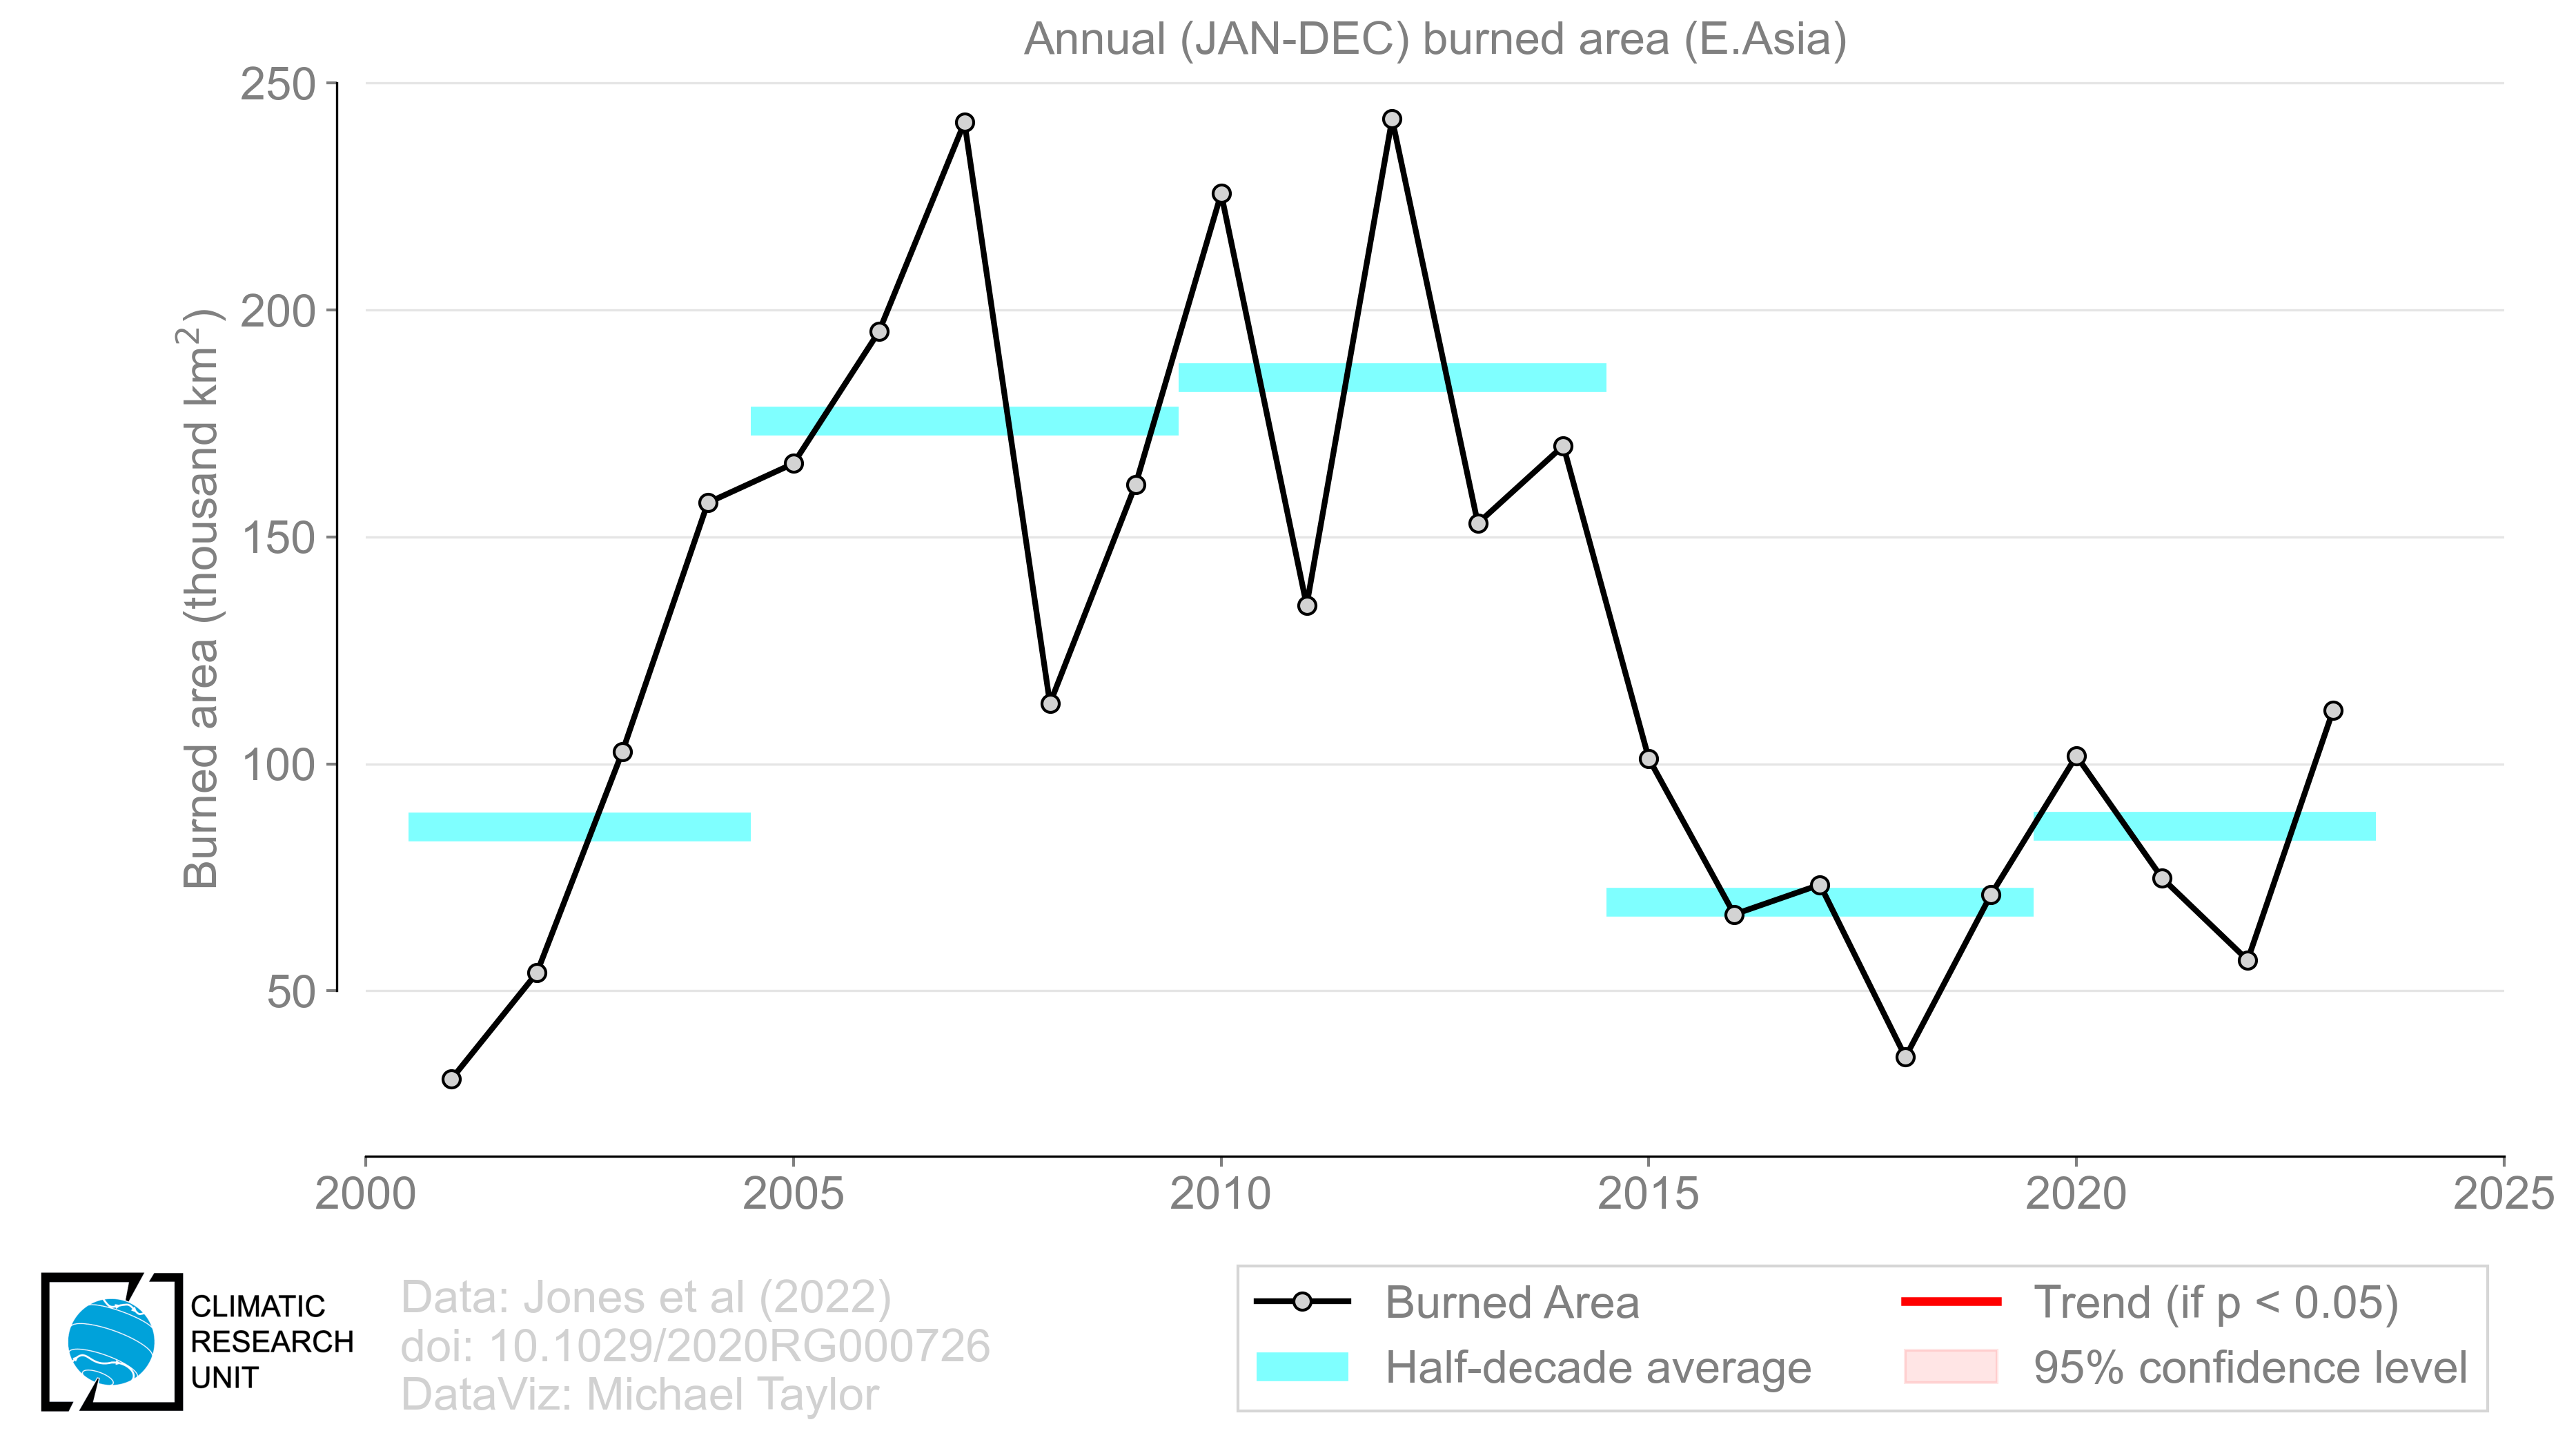 Annual (JAN-DEC) burned area (E.Asia)
Burned area (thousand km²)
250
200
150
100
50
2000
2005
2010
2015
2020
2025
CLIMATIC
RESEARCH
UNIT
Data: Jones et al (2022)
doi: 10.1029/2020RG000726
DataViz: Michael Taylor
Burned Area
Half-decade average
Trend (if p < 0.05)
95% confidence level